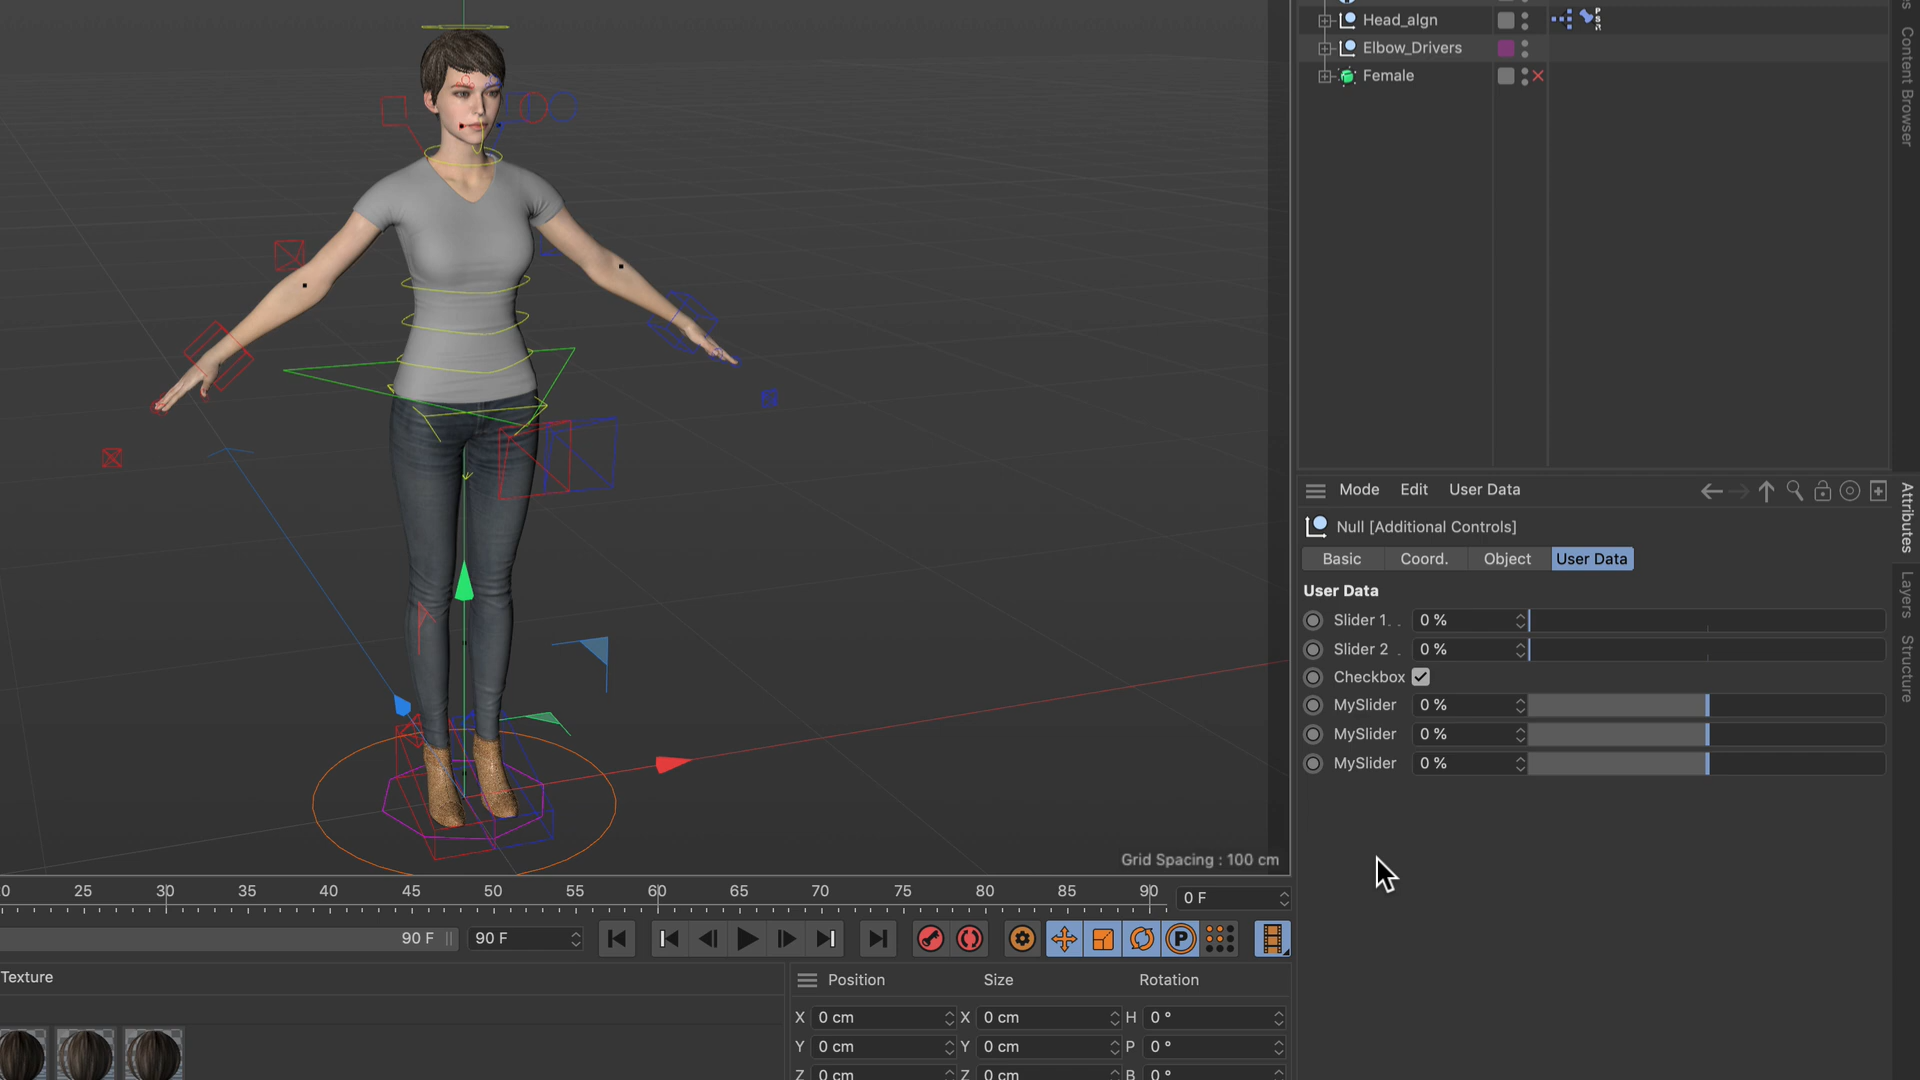 Head_algn
P
S
R
Elbow_Drivers
Female
Content Browser
Mode Edit User Data
Attributes
Null [Additional Controls]
Basic Coord. Object User Data
User Data
Slider 1. . 0 %
Slider 2 . 0 %
Checkbox
MySlider 0 %
MySlider 0 %
MySlider 0 %
Layers
Structure
Grid Spacing : 100 cm
0 25 30 35 40 45 50 55 60 65 70 75 80 85 90 0 F
90 F 90 F
P
Texture
Position Size Rotation
X 0 cm X 0 cm H 0 °
Y 0 cm Y 0 cm P 0 °
Z 0 cm Z 0 cm B 0 °